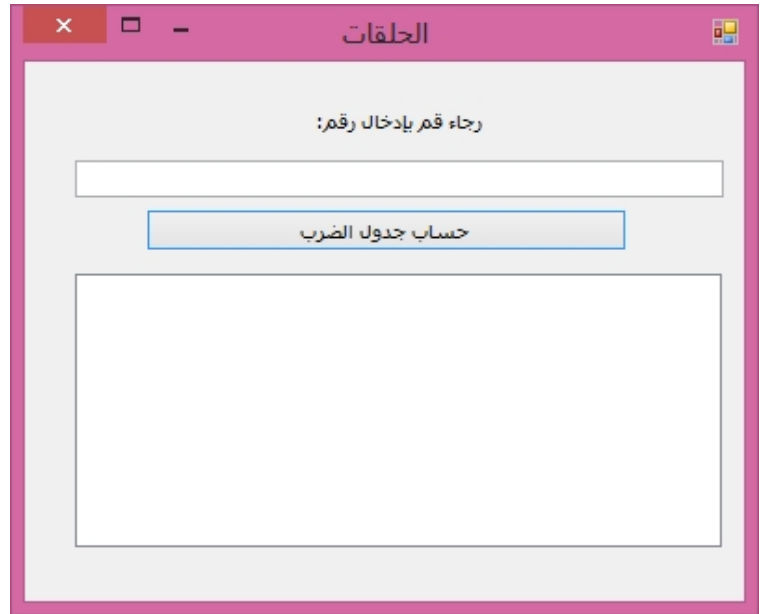 الحلقات
رجاء قم بإدخال رقم:
حساب جدول الضرب